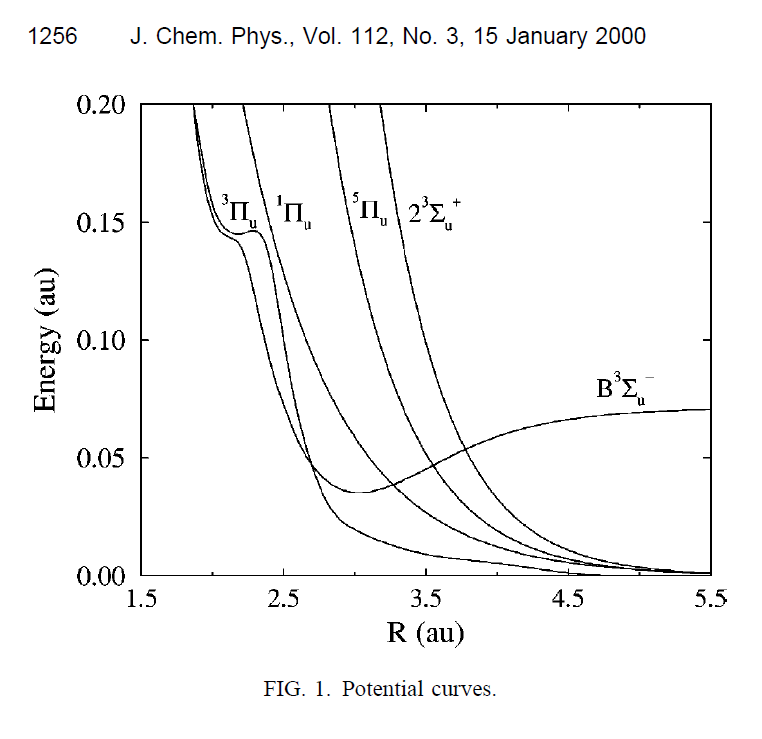 1256 J. Chem. Phys., Vol. 112, No. 3, 15 January 2000
0.20
0.15
0.10
0.05
0.00
Energy (au)
³Πᵤ ¹Πᵤ ⁵Πᵤ 2³Σᵤ⁺
B³Σᵤ⁻
1.5 2.5 3.5 4.5 5.5
R (au)
FIG. 1. Potential curves.